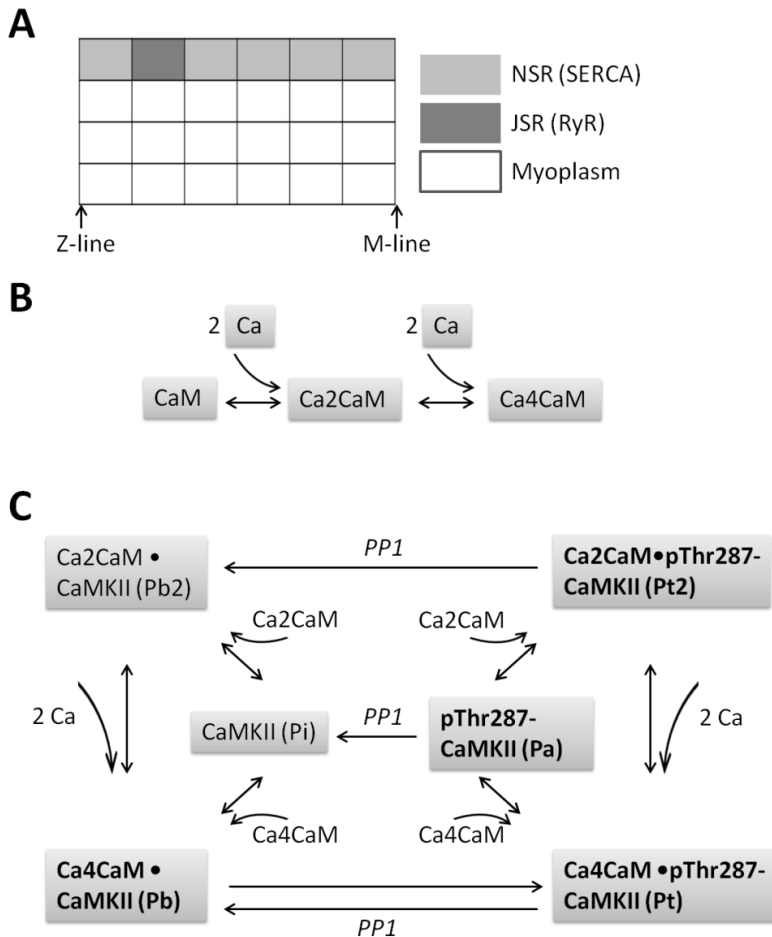 A
NSR (SERCA)
JSR (RyR)
Myoplasm
Z-line
M-line
B
2 Ca
2 Ca
CaM
Ca2CaM
Ca4CaM
C
Ca2CaM •
CaMKII (Pb2)
PP1
Ca2CaM•pThr287-
CaMKII (Pt2)
Ca2CaM
Ca2CaM
2 Ca
CaMKII (Pi)
PP1
pThr287-
CaMKII (Pa)
2 Ca
Ca4CaM
Ca4CaM
Ca4CaM •
CaMKII (Pb)
PP1
Ca4CaM •pThr287-
CaMKII (Pt)